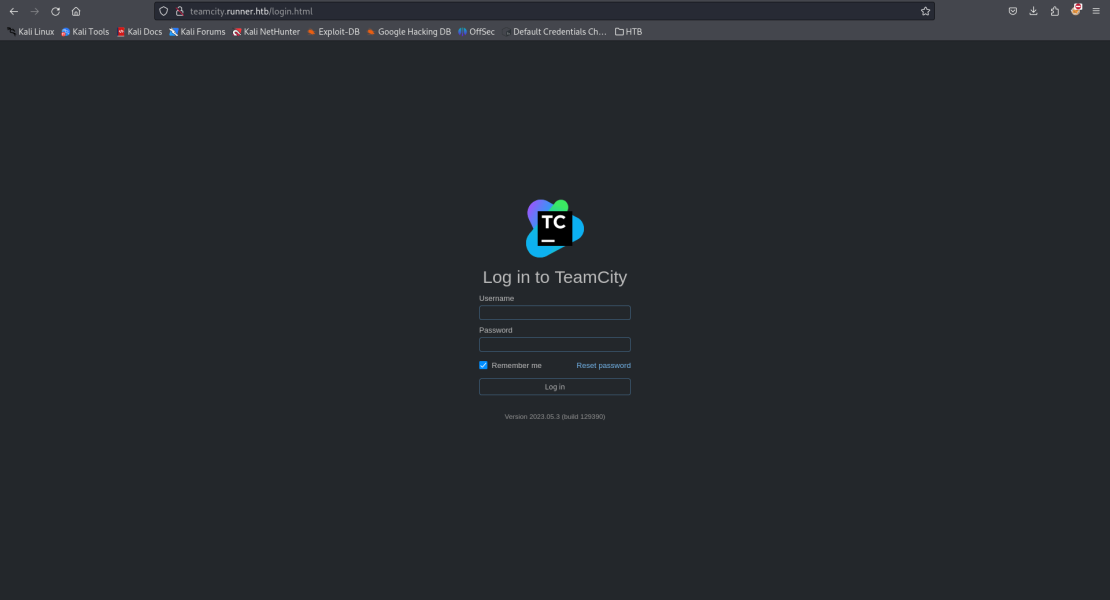 teamcity.runner.htb/login.html
Kali Linux Kali Tools Kali Docs Kali Forums Kali NetHunter Exploit-DB Google Hacking DB OffSec Default Credentials Ch... HTB
TC
Log in to TeamCity
Username
Password
Remember me Reset password
Log in
Version 2023.05.3 (build 129390)